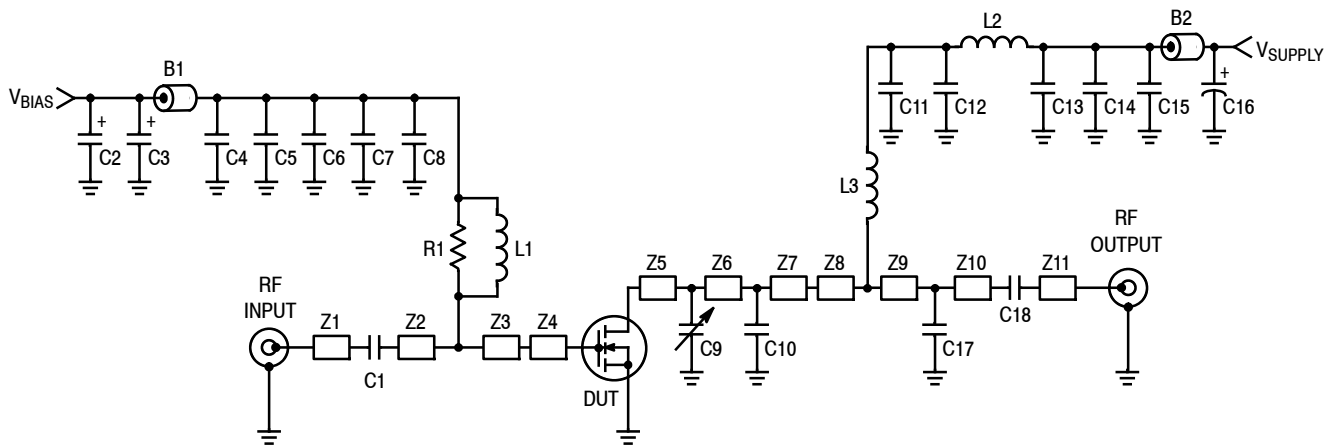 B2
L2
V_SUPPLY
+
C11 C12 C13 C14 C15 C16
B1
V_BIAS
+ +
C2 C3 C4 C5 C6 C7 C8
L3
R1 L1
RF
OUTPUT
Z5 Z6 Z7 Z8 Z9 Z10 Z11
RF
INPUT
C18
Z1 Z2 Z3 Z4
C9 C10 C17
C1
DUT